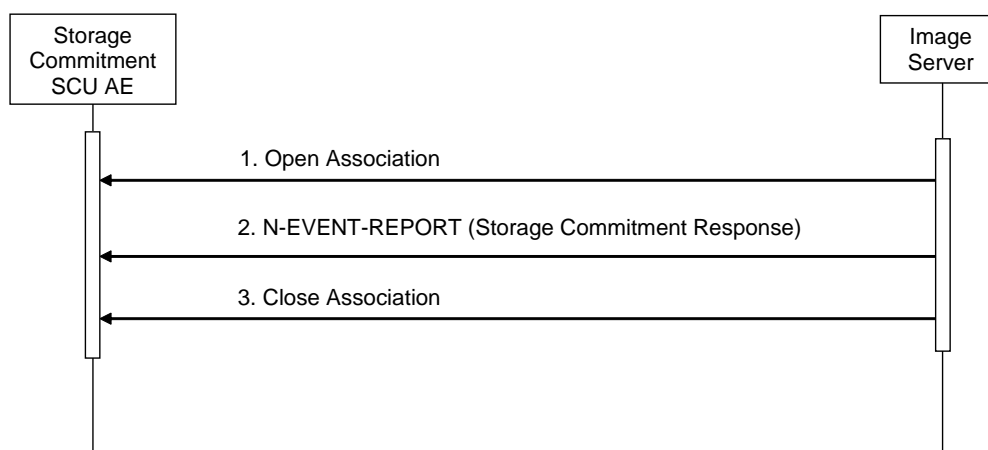 Storage
Commitment
SCU AE
Image
Server
1. Open Association
2. N-EVENT-REPORT (Storage Commitment Response)
3. Close Association